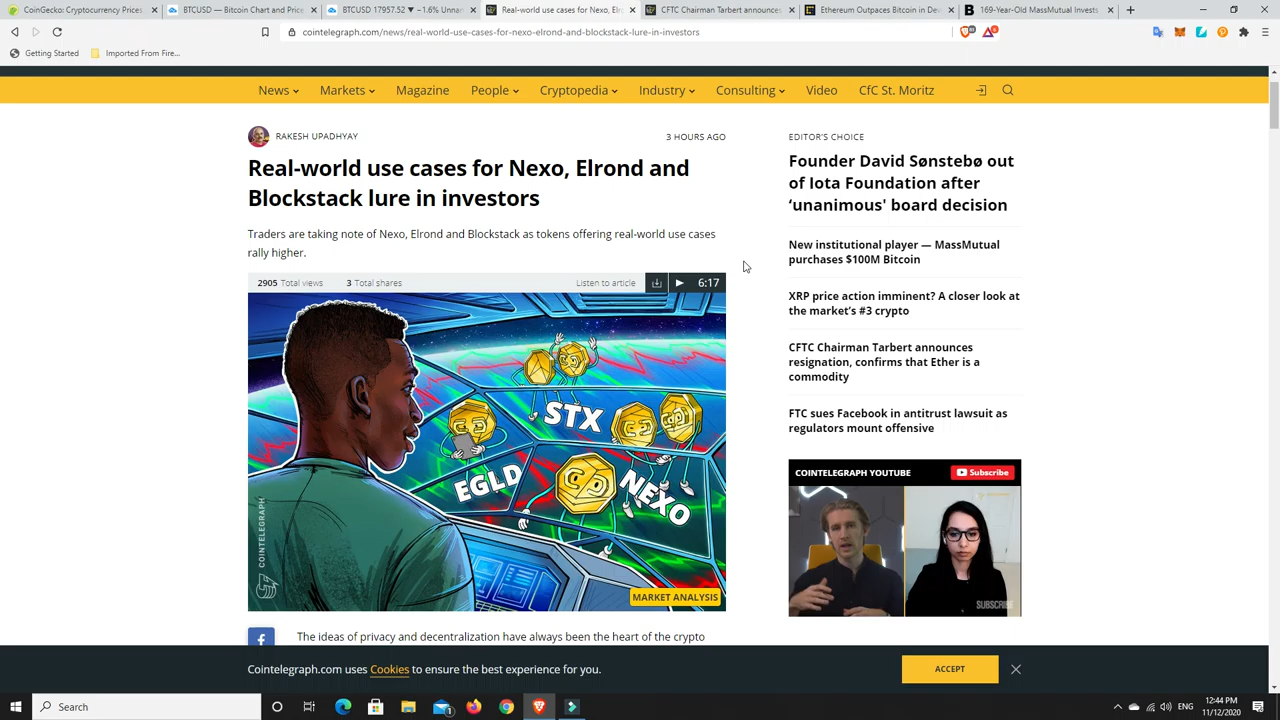 CoinGecko: Cryptocurrency Prices
BTCUSD — Bitcoin Chart and Price
BTCUSD 17957.52 ▼ −1.6% Unnam
Real-world use cases for Nexo, Elro
CFTC Chairman Tarbert announces
Ethereum Outpaces Bitcoin in Dev
169-Year-Old MassMutual Invests
cointelegraph.com/news/real-world-use-cases-for-nexo-elrond-and-blockstack-lure-in-investors
Getting Started
Imported From Fire...
News
Markets
Magazine
People
Cryptopedia
Industry
Consulting
Video
CfC St. Moritz
RAKESH UPADHYAY
3 HOURS AGO
Real-world use cases for Nexo, Elrond and
Blockstack lure in investors
Traders are taking note of Nexo, Elrond and Blockstack as tokens offering real-world use cases
rally higher.
2905 Total views
3 Total shares
Listen to article
6:17
STX
EGLD
NEXO
COINTELEGRAPH
MARKET ANALYSIS
The ideas of privacy and decentralization have always been the heart of the crypto
EDITOR'S CHOICE
Founder David Sønstebø out
of Iota Foundation after
‘unanimous' board decision
New institutional player — MassMutual
purchases $100M Bitcoin
XRP price action imminent? A closer look at
the market’s #3 crypto
CFTC Chairman Tarbert announces
resignation, confirms that Ether is a
commodity
FTC sues Facebook in antitrust lawsuit as
regulators mount offensive
COINTELEGRAPH YOUTUBE
Subscribe
SUBSCRIBE
Cointelegraph.com uses Cookies to ensure the best experience for you.
ACCEPT
Search
ENG
12:44 PM
11/12/2020